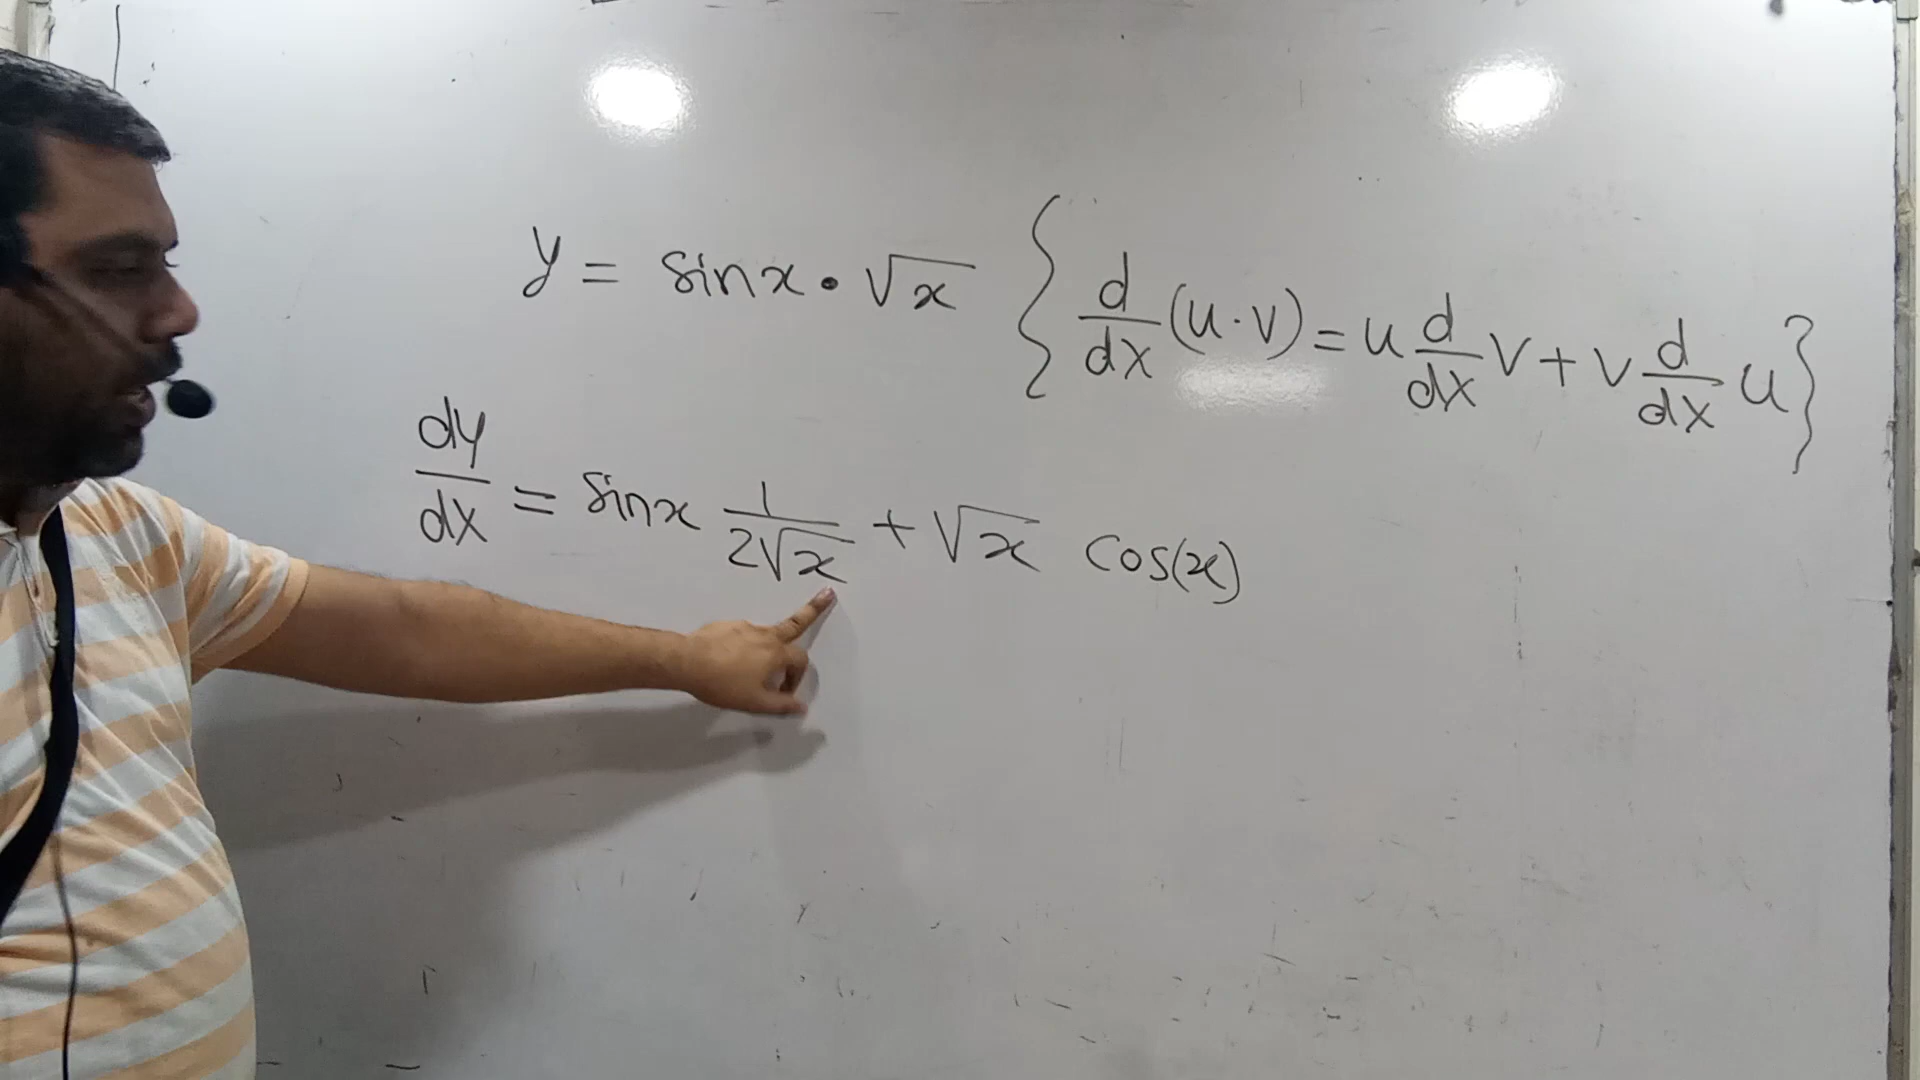 y = sinx · √x { d/dx (u·v) = u d/dx v + v d/dx u }
dy/dx = sinx 1/2√x + √x cos(x)